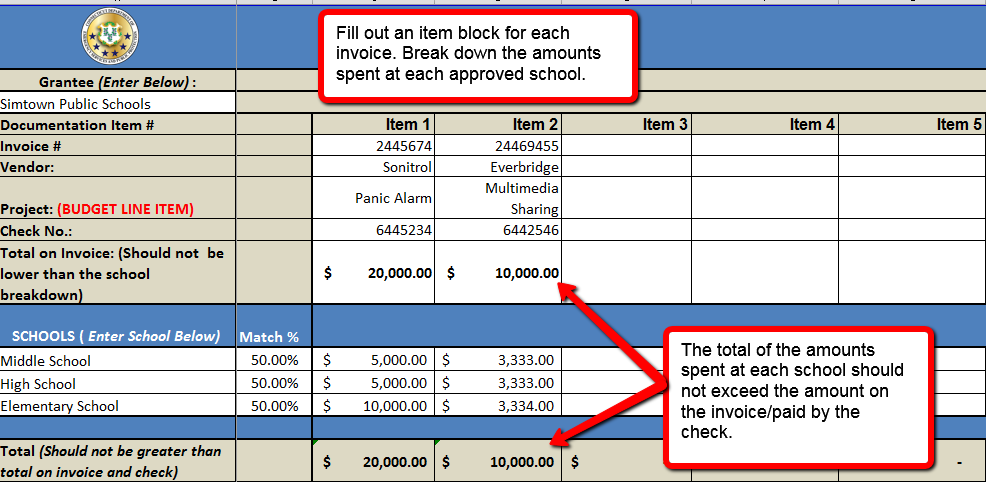 Fill out an item block for each
invoice. Break down the amounts
spent at each approved school.
Grantee (Enter Below) :
Simtown Public Schools
Documentation Item # Item 1 Item 2 Item 3 Item 4 Item 5
Invoice # 2445674 24469455
Vendor: Sonitrol Everbridge
Project: (BUDGET LINE ITEM) Panic Alarm Multimedia
Sharing
Check No.: 6445234 6442546
Total on Invoice: (Should not be
lower than the school
breakdown)
$ 20,000.00 $ 10,000.00
SCHOOLS ( Enter School Below) Match %
Middle School 50.00% $ 5,000.00 $ 3,333.00
High School 50.00% $ 5,000.00 $ 3,333.00
Elementary School 50.00% $ 10,000.00 $ 3,334.00
The total of the amounts
spent at each school should
not exceed the amount on
the invoice/paid by the
check.
Total (Should not be greater than
total on invoice and check)
$ 20,000.00 $ 10,000.00 $ -